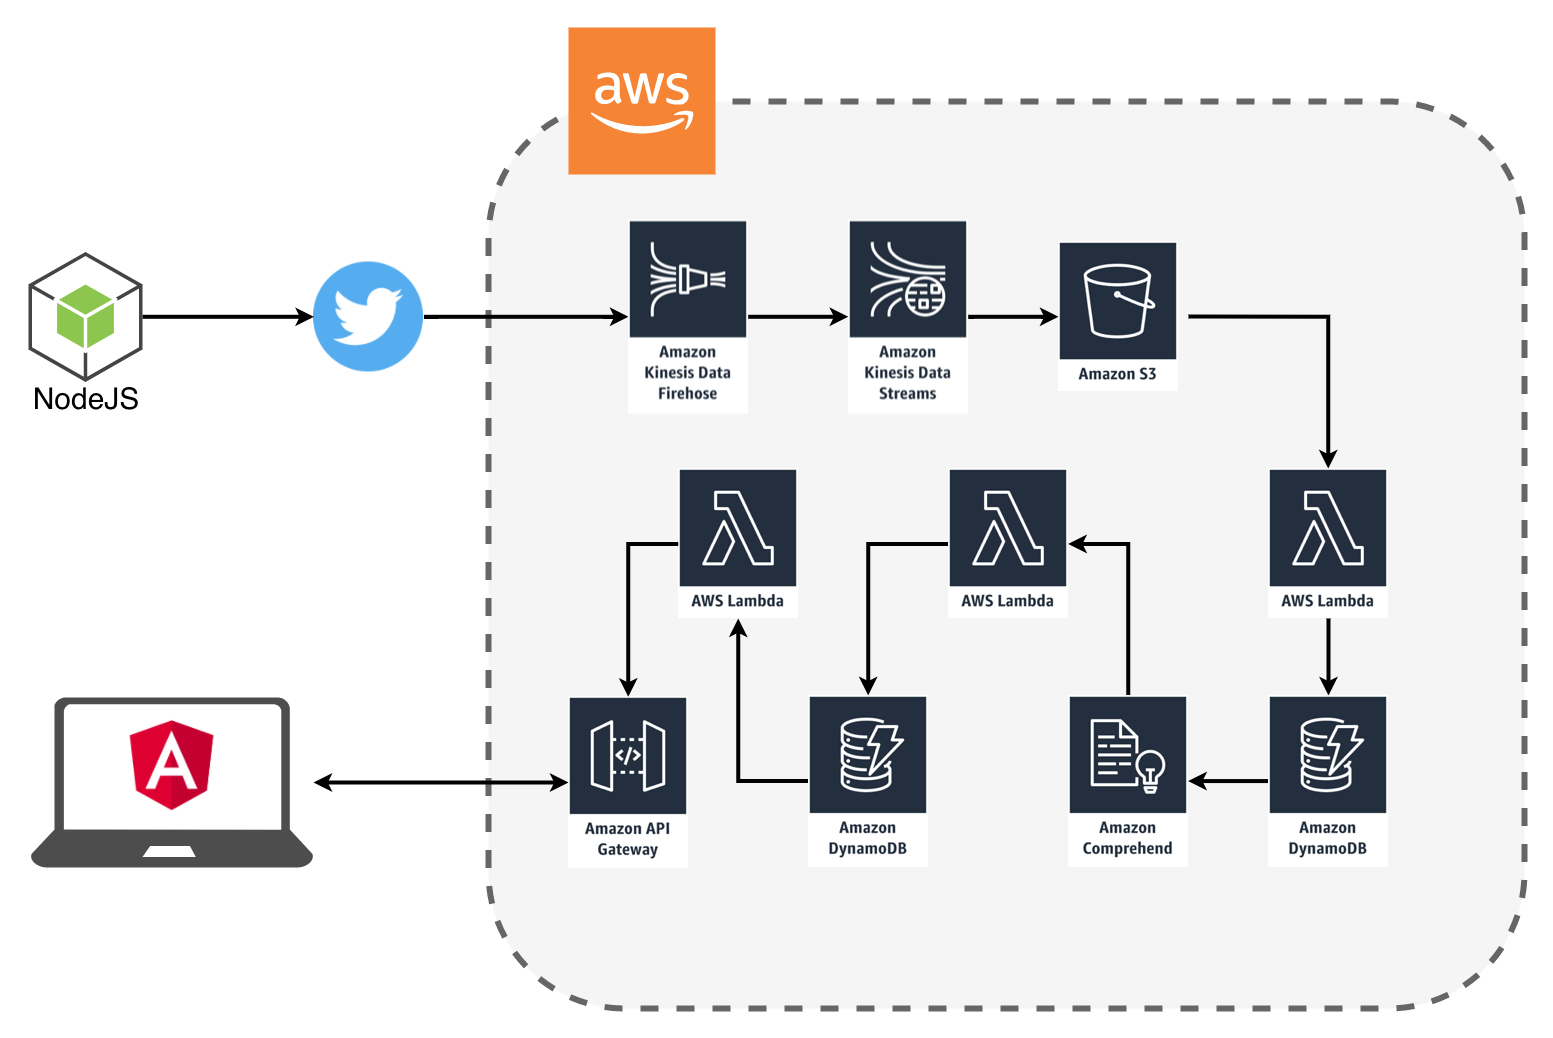 aws
NodeJS
Amazon
Kinesis Data
Firehose
Amazon
Kinesis Data
Streams
Amazon S3
AWS Lambda
AWS Lambda
AWS Lambda
Amazon API
Gateway
Amazon
DynamoDB
Amazon
Comprehend
Amazon
DynamoDB